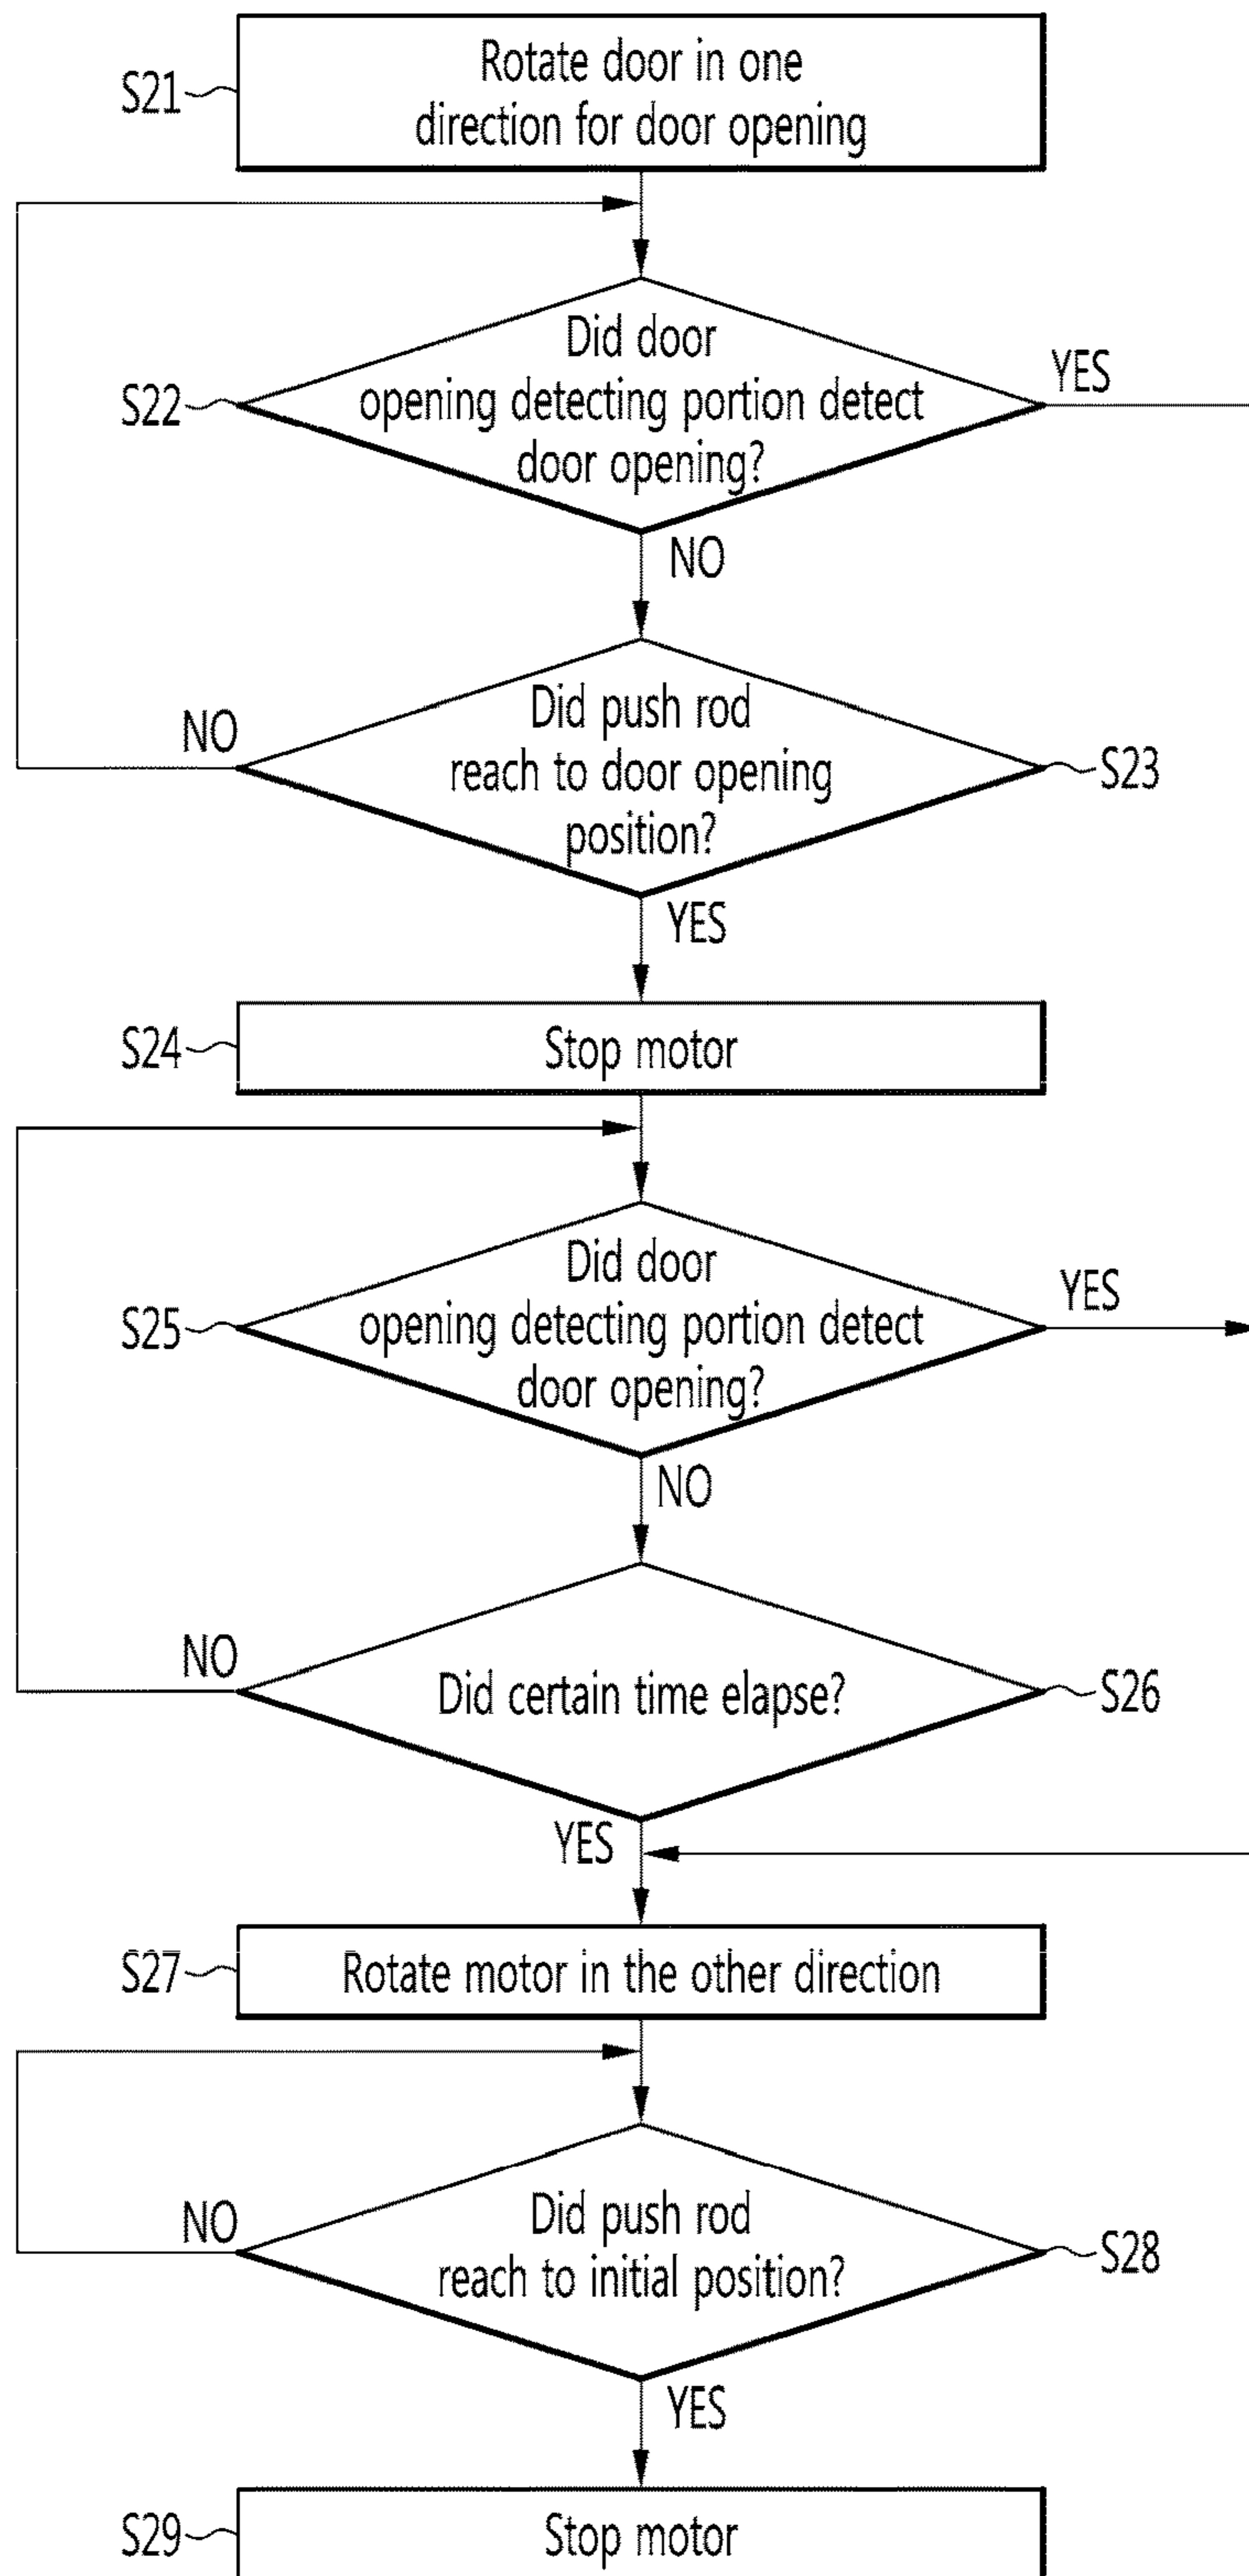 S21
Rotate door in one
direction for door opening
S22
Did door
opening detecting portion detect
door opening?
YES
NO
NO
Did push rod
reach to door opening
position?
S23
YES
S24
Stop motor
S25
Did door
opening detecting portion detect
door opening?
YES
NO
NO
Did certain time elapse?
S26
YES
S27
Rotate motor in the other direction
NO
Did push rod
reach to initial position?
S28
YES
S29
Stop motor